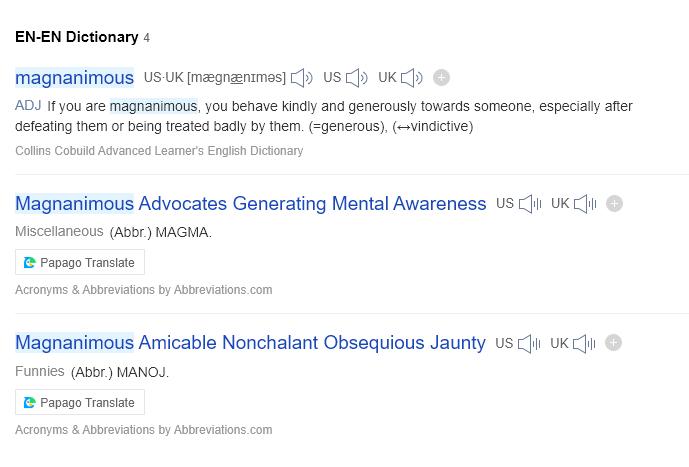 EN-EN Dictionary 4
magnanimous US·UK [mægnænɪməs] US UK
ADJ If you are magnanimous, you behave kindly and generously towards someone, especially after
defeating them or being treated badly by them. (=generous), (↔vindictive)
Collins Cobuild Advanced Learner's English Dictionary
Magnanimous Advocates Generating Mental Awareness US UK
Miscellaneous (Abbr.) MAGMA.
Papago Translate
Acronyms & Abbreviations by Abbreviations.com
Magnanimous Amicable Nonchalant Obsequious Jaunty US UK
Funnies (Abbr.) MANOJ.
Papago Translate
Acronyms & Abbreviations by Abbreviations.com